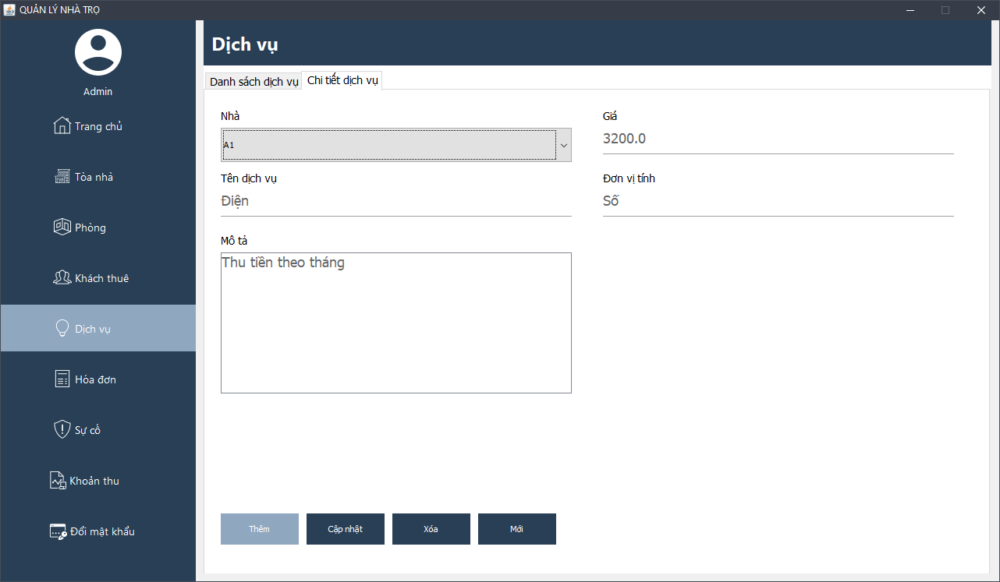 QUẢN LÝ NHÀ TRỌ
Admin
Trang chủ
Tòa nhà
Phòng
Khách thuê
Dịch vụ
Hóa đơn
Sự cố
Khoản thu
Đổi mật khẩu
Dịch vụ
Danh sách dịch vụ
Chi tiết dịch vụ
Nhà
A1
Giá
3200.0
Tên dịch vụ
Điện
Đơn vị tính
Số
Mô tả
Thu tiền theo tháng
Thêm
Cập nhật
Xóa
Mới